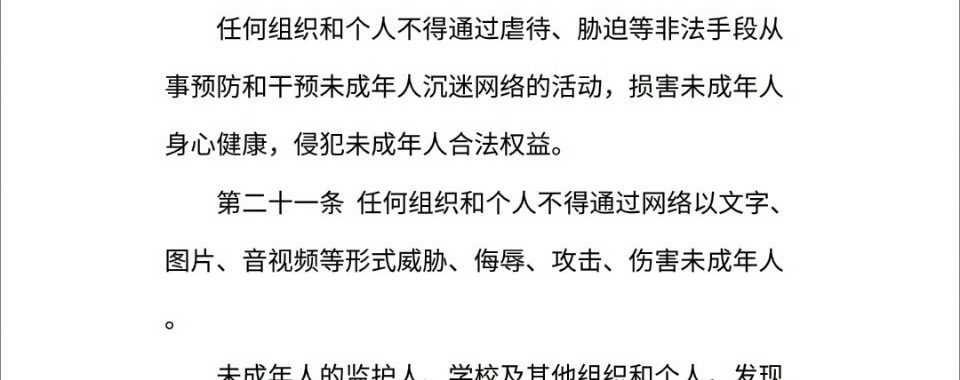 任何组织和个人不得通过虐待、胁迫等非法手段从
事预防和干预未成年人沉迷网络的活动，损害未成年人
身心健康，侵犯未成年人合法权益。
第二十一条 任何组织和个人不得通过网络以文字、
图片、音视频等形式威胁、侮辱、攻击、伤害未成年人
。
未成年人的监护人、学校及其他组织和个人，发现